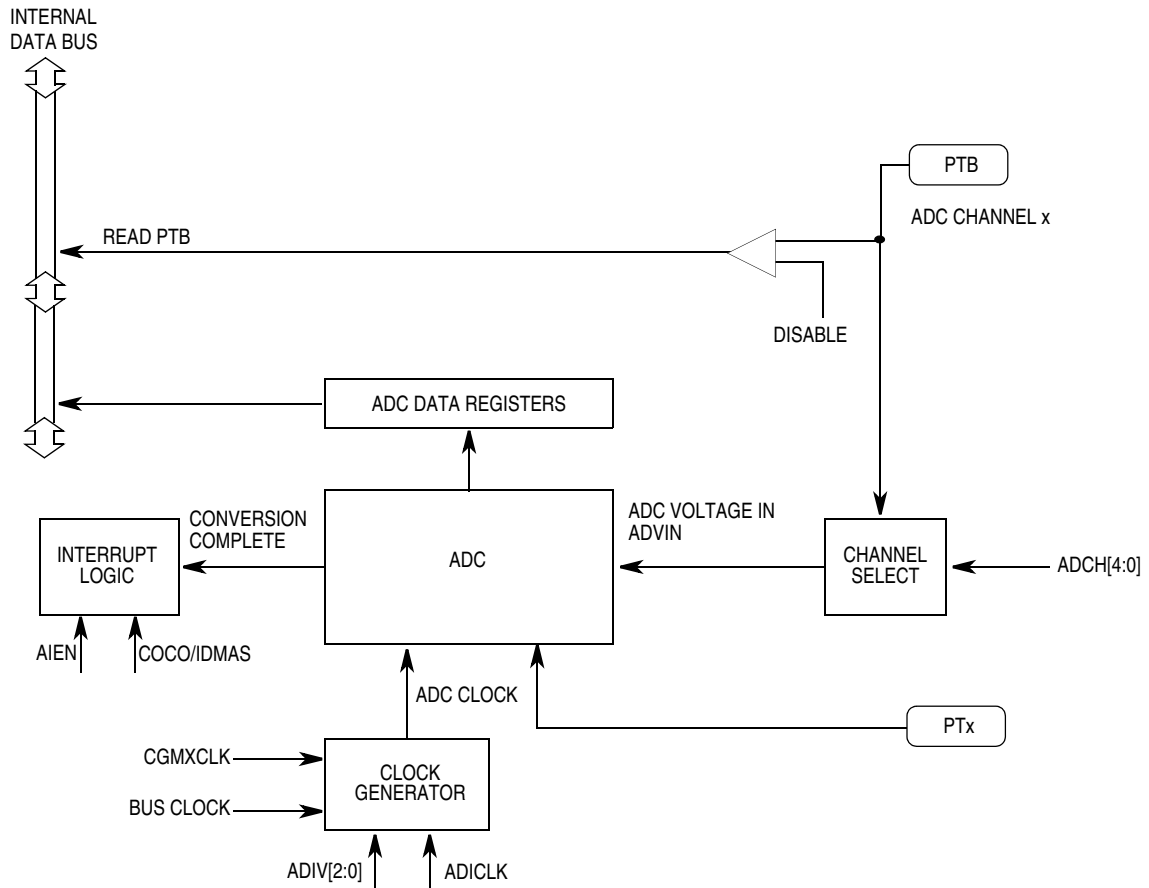 INTERNAL
DATA BUS
PTB
ADC CHANNEL x
READ PTB
DISABLE
ADC DATA REGISTERS
CONVERSION
COMPLETE
ADC VOLTAGE IN
ADVIN
INTERRUPT
LOGIC
ADC
CHANNEL
SELECT
ADCH[4:0]
AIEN
COCO/IDMAS
ADC CLOCK
PTx
CGMXCLK
CLOCK
GENERATOR
BUS CLOCK
ADIV[2:0]
ADICLK